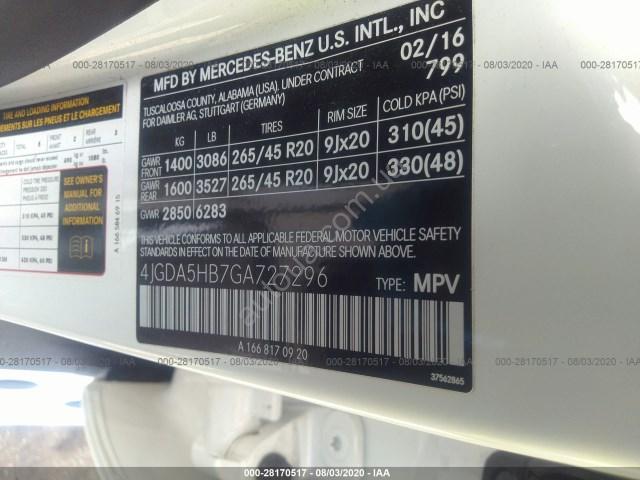 000-28170517 - 08/03/2020 - IAA
MFD BY MERCEDES-BENZ U.S. INTL., INC
TUSCALOOSA COUNTY, ALABAMA (USA). UNDER CONTRACT
FOR DAIMLER AG, STUTTGART (GERMANY)
02/16
799
KG LB TIRES RIM SIZE COLD KPA (PSI)
GAWR FRONT 1400 3086 265/45 R20 9Jx20 310(45)
GAWR REAR 1600 3527 265/45 R20 9Jx20 330(48)
GVWR 2850 6283
THIS VEHICLE CONFORMS TO ALL APPLICABLE FEDERAL MOTOR VEHICLE SAFETY
STANDARDS IN EFFECT ON THE DATE OF MANUFACTURE SHOWN ABOVE.
4JGDA5HB7GA727296
TYPE: MPV
A 166 817 09 20
37562865
TIRE AND LOADING INFORMATION
SUR LES PNEUS ET LE CHARGEMENT
SEE OWNER'S
MANUAL FOR
ADDITIONAL
INFORMATION
A 166 584 69 15
000-28170517 - 08/03/2020 - IAA
000-28170517 - 08/03/2020 - IAA
000-28170517 - 08/03/2020 - IAA